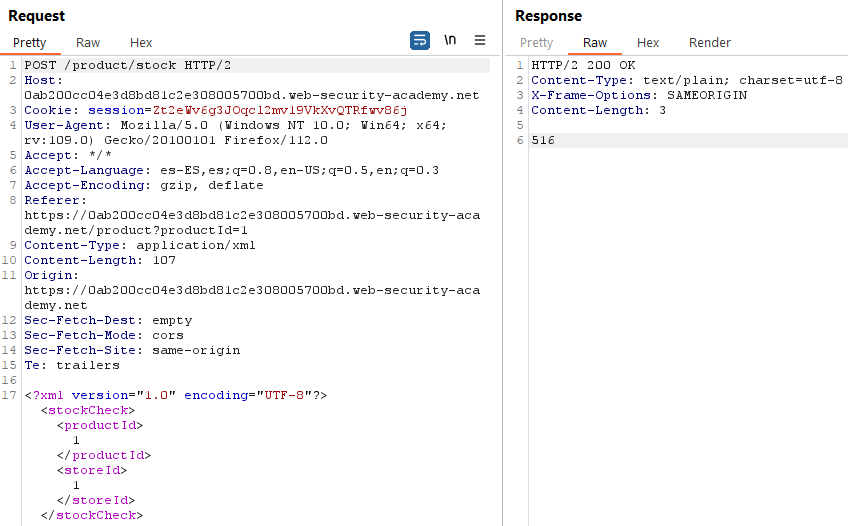 Request
Pretty Raw Hex \n
1 POST /product/stock HTTP/2
2 Host:
0ab200cc04e3d8bd81c2e308005700bd.web-security-academy.net
3 Cookie: session=Zt2eWv6g3JOqcl2mv19VkXvQTRfwv86j
4 User-Agent: Mozilla/5.0 (Windows NT 10.0; Win64; x64;
rv:109.0) Gecko/20100101 Firefox/112.0
5 Accept: */*
6 Accept-Language: es-ES,es;q=0.8,en-US;q=0.5,en;q=0.3
7 Accept-Encoding: gzip, deflate
8 Referer:
https://0ab200cc04e3d8bd81c2e308005700bd.web-security-aca
demy.net/product?productId=1
9 Content-Type: application/xml
10 Content-Length: 107
11 Origin:
https://0ab200cc04e3d8bd81c2e308005700bd.web-security-aca
demy.net
12 Sec-Fetch-Dest: empty
13 Sec-Fetch-Mode: cors
14 Sec-Fetch-Site: same-origin
15 Te: trailers
16
17 <?xml version="1.0" encoding="UTF-8"?>
<stockCheck>
<productId>
1
</productId>
<storeId>
1
</storeId>
</stockCheck>
Response
Pretty Raw Hex Render
1 HTTP/2 200 OK
2 Content-Type: text/plain; charset=utf-8
3 X-Frame-Options: SAMEORIGIN
4 Content-Length: 3
5
6 516